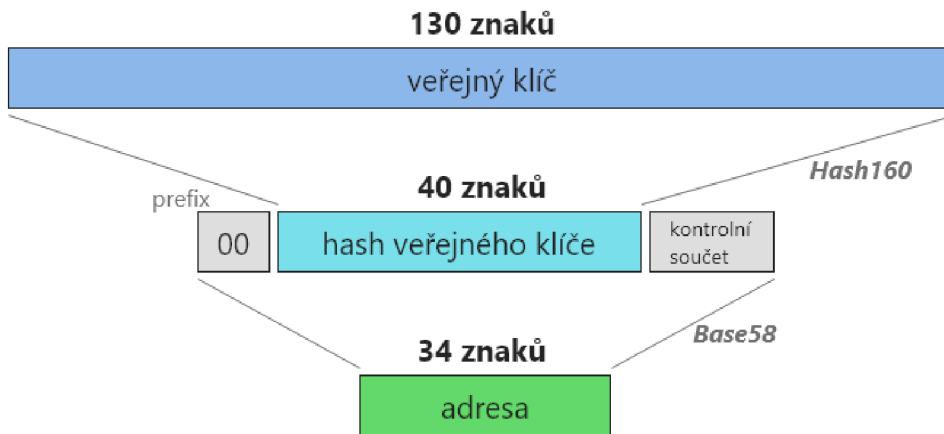 130 znaků
veřejný klíč
Hash160
40 znaků
prefix
00
hash veřejného klíče
kontrolní
součet
Base58
34 znaků
adresa